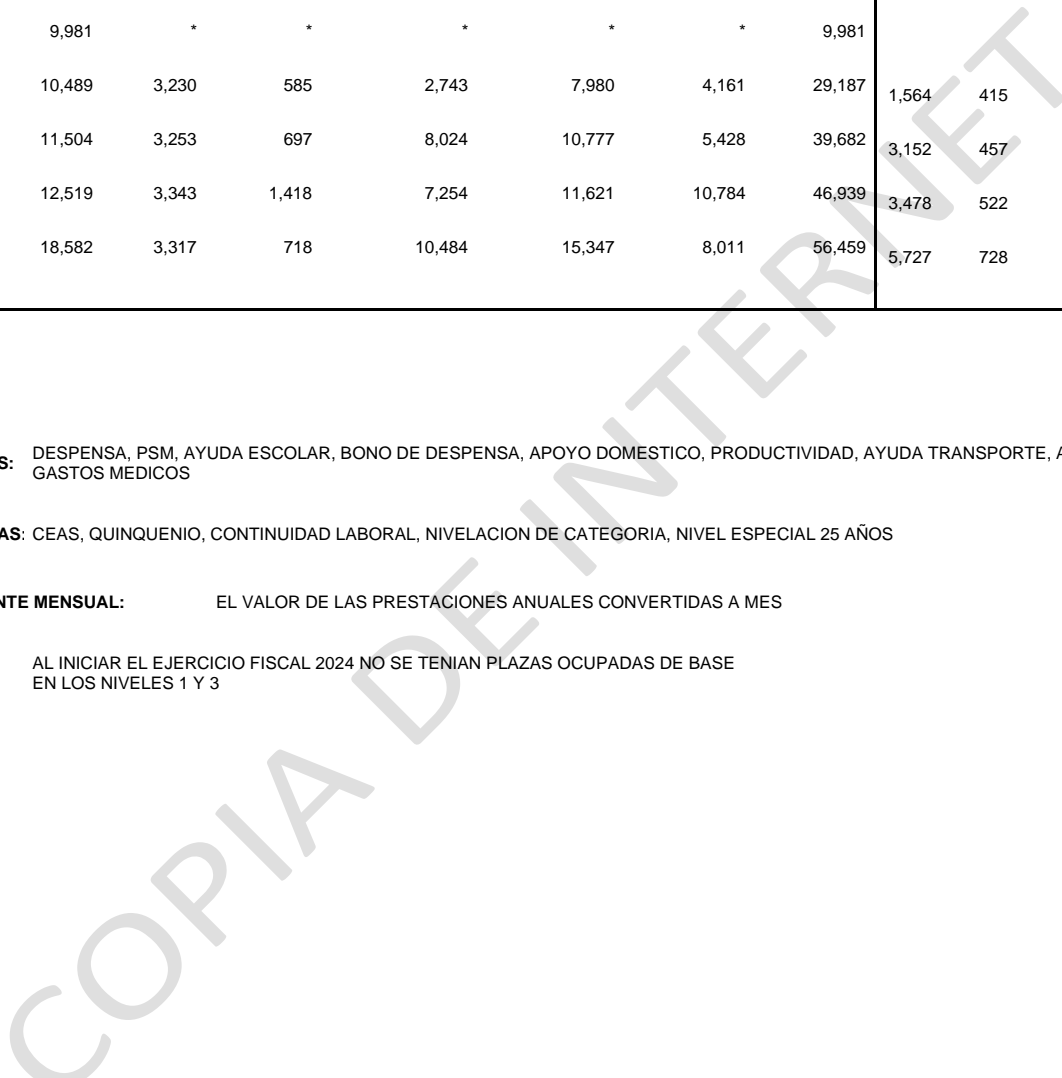 9,981 * * * * * 9,981
10,489 3,230 585 2,743 7,980 4,161 29,187 1,564 415
11,504 3,253 697 8,024 10,777 5,428 39,682 3,152 457
12,519 3,343 1,418 7,254 11,621 10,784 46,939 3,478 522
18,582 3,317 718 10,484 15,347 8,011 56,459 5,727 728
S: DESPENSA, PSM, AYUDA ESCOLAR, BONO DE DESPENSA, APOYO DOMESTICO, PRODUCTIVIDAD, AYUDA TRANSPORTE, A
GASTOS MEDICOS
AS: CEAS, QUINQUENIO, CONTINUIDAD LABORAL, NIVELACION DE CATEGORIA, NIVEL ESPECIAL 25 AÑOS
NTE MENSUAL: EL VALOR DE LAS PRESTACIONES ANUALES CONVERTIDAS A MES
AL INICIAR EL EJERCICIO FISCAL 2024 NO SE TENIAN PLAZAS OCUPADAS DE BASE
EN LOS NIVELES 1 Y 3
COPIA DE INTERNET